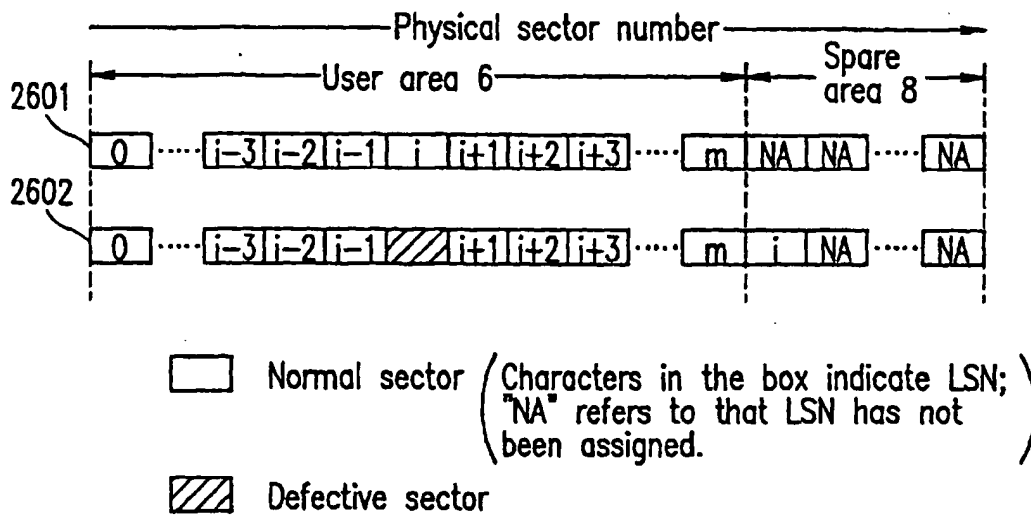 Physical sector number
User area 6 Spare area 8
2601
0 ..... i-3 i-2 i-1 i i+1 i+2 i+3 ..... m NA NA ..... NA
2602
0 ..... i-3 i-2 i-1 i+1 i+2 i+3 ..... m i NA ..... NA
Normal sector (Characters in the box indicate LSN;
"NA" refers to that LSN has not
been assigned.)
Defective sector